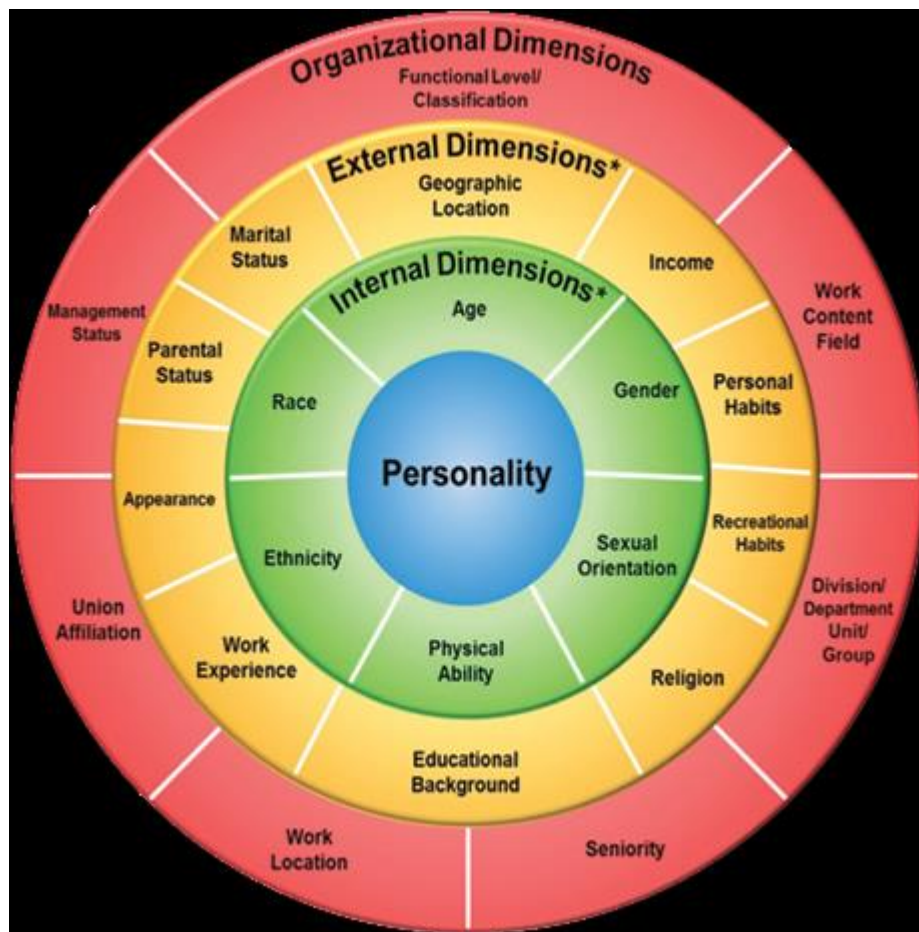 Organizational Dimensions
Functional Level/
Classification
External Dimensions*
Geographic
Location
Internal Dimensions*
Age
Personality
Marital
Status
Income
Management
Status
Work
Content
Field
Parental
Status
Personal
Habits
Race
Gender
Appearance
Recreational
Habits
Ethnicity
Sexual
Orientation
Union
Affiliation
Division/
Department
Unit/
Group
Work
Experience
Physical
Ability
Religion
Educational
Background
Work
Location
Seniority